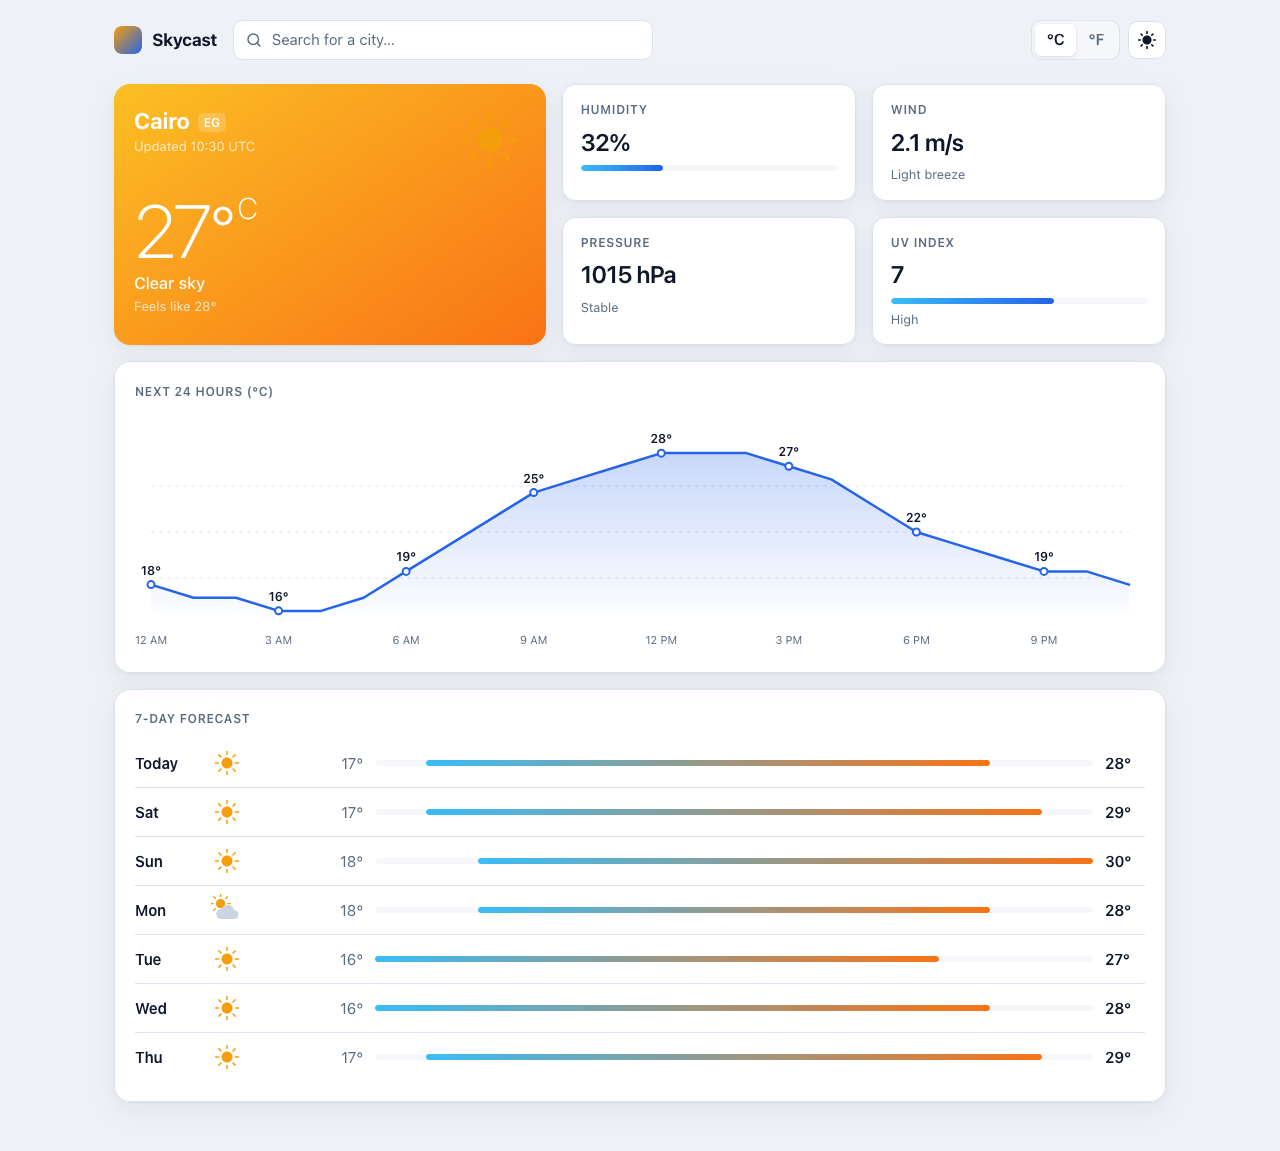 Skycast
Search for a city...
°C °F
Cairo EG
Updated 10:30 UTC
27°C
Clear sky
Feels like 28°
HUMIDITY
32%
WIND
2.1 m/s
Light breeze
PRESSURE
1015 hPa
Stable
UV INDEX
7
High
NEXT 24 HOURS (°C)
18° 16° 19° 25° 28° 27° 22° 19°
12 AM 3 AM 6 AM 9 AM 12 PM 3 PM 6 PM 9 PM
7-DAY FORECAST
Today 17° 28°
Sat 17° 29°
Sun 18° 30°
Mon 18° 28°
Tue 16° 27°
Wed 16° 28°
Thu 17° 29°